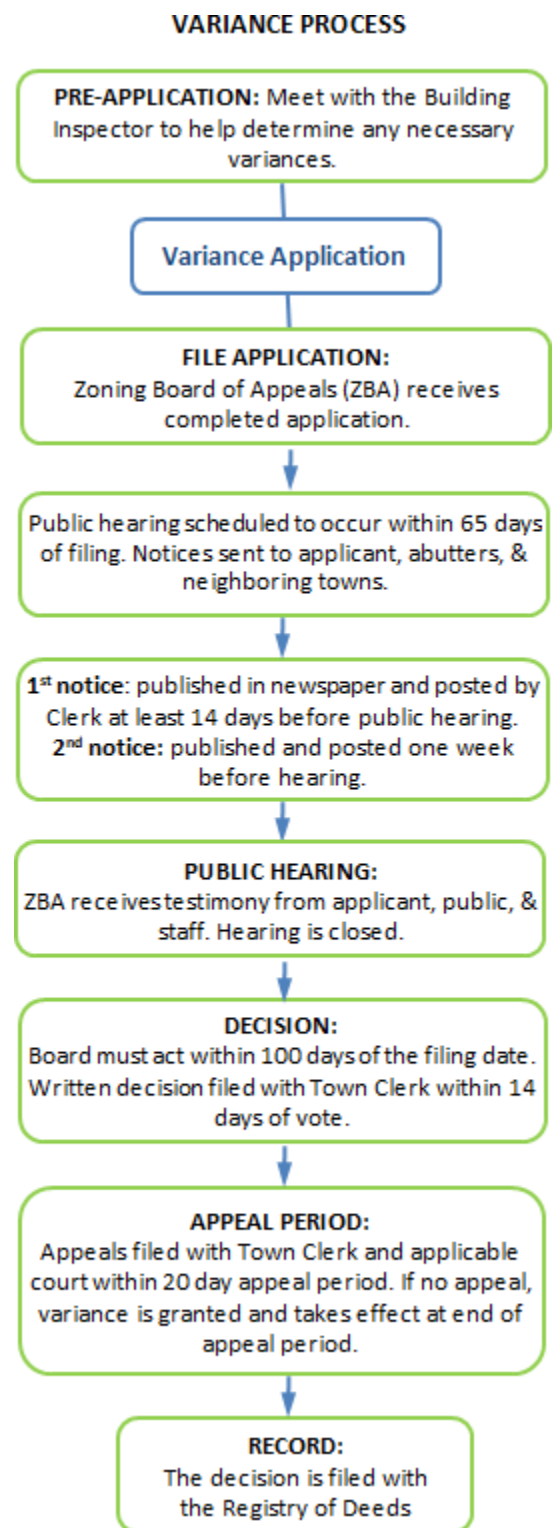 VARIANCE PROCESS
PRE-APPLICATION: Meet with the Building
Inspector to help determine any necessary
variances.
Variance Application
FILE APPLICATION:
Zoning Board of Appeals (ZBA) receives
completed application.
Public hearing scheduled to occur within 65 days
of filing. Notices sent to applicant, abutters, &
neighboring towns.
1st notice: published in newspaper and posted by
Clerk at least 14 days before public hearing.
2nd notice: published and posted one week
before hearing.
PUBLIC HEARING:
ZBA receives testimony from applicant, public, &
staff. Hearing is closed.
DECISION:
Board must act within 100 days of the filing date.
Written decision filed with Town Clerk within 14
days of vote.
APPEAL PERIOD:
Appeals filed with Town Clerk and applicable
court within 20 day appeal period. If no appeal,
variance is granted and takes effect at end of
appeal period.
RECORD:
The decision is filed with
the Registry of Deeds